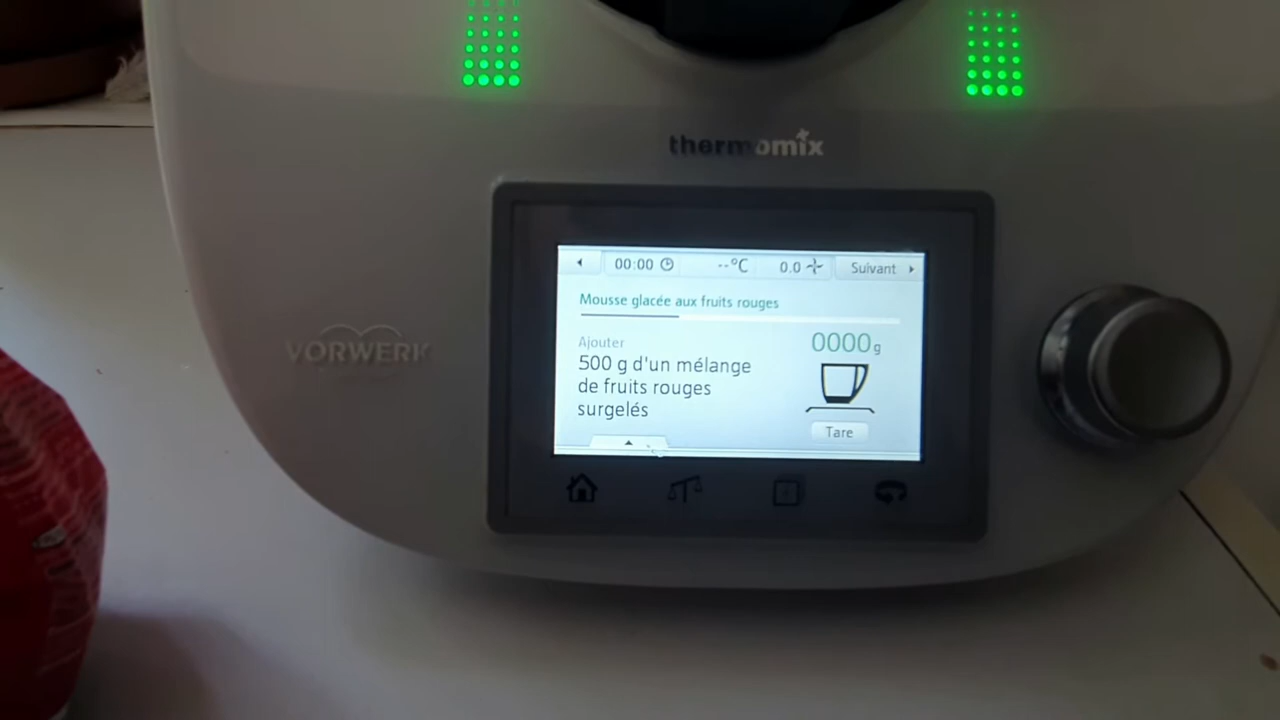 thermomix
00:00 --°C 0.0 Suivant
Mousse glacée aux fruits rouges
Ajouter
500 g d'un mélange
de fruits rouges
surgelés
0000g
Tare
VORWERK